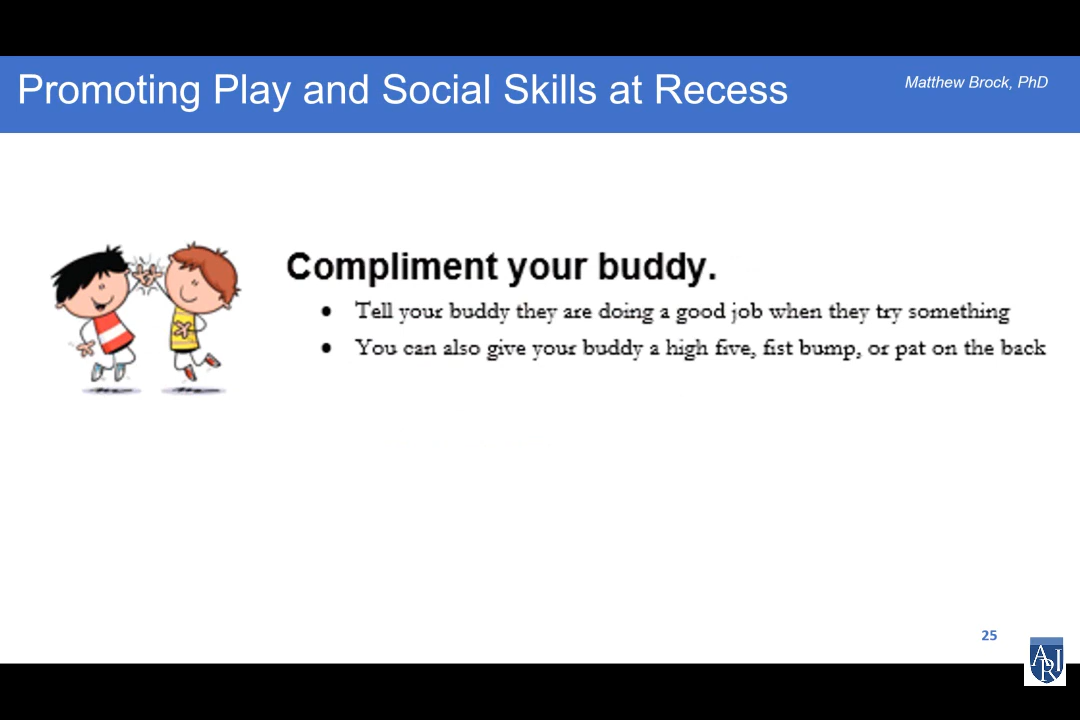 Promoting Play and Social Skills at Recess
Matthew Brock, PhD
Compliment your buddy.
• Tell your buddy they are doing a good job when they try something
• You can also give your buddy a high five, fist bump, or pat on the back
25
ARI